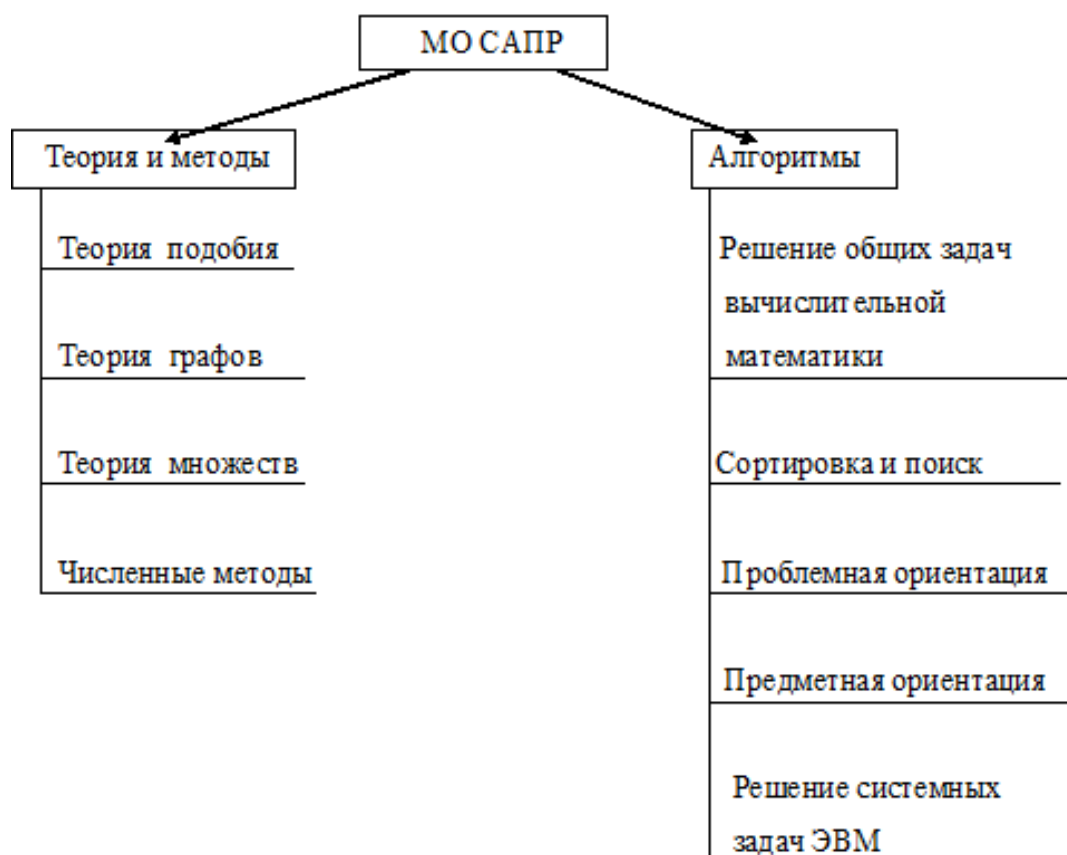 МО САПР
Теория и методы
Теория подобия
Теория графов
Теория множеств
Численные методы
Алгоритмы
Решение общих задач
вычислительной
математики
Сортировка и поиск
Проблемная ориентация
Предметная ориентация
Решение системных
задач ЭВМ